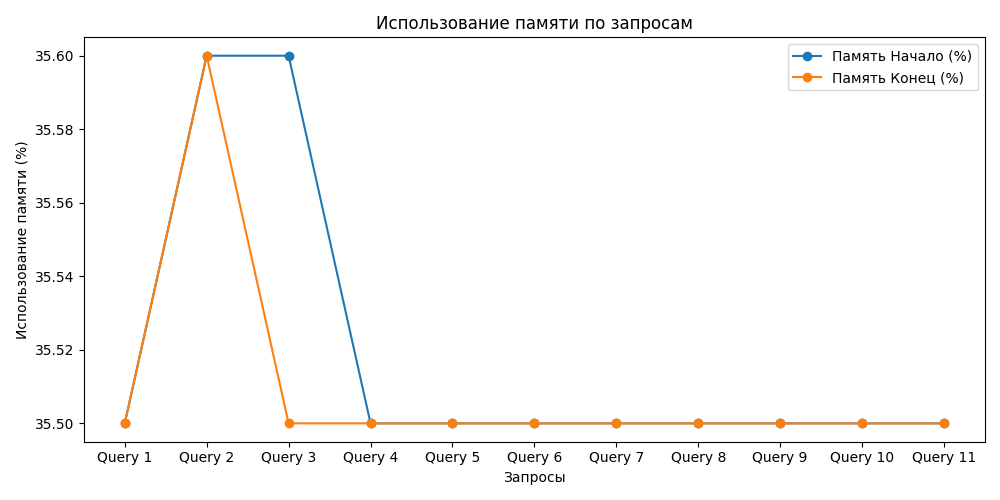 Использование памяти по запросам
Использование памяти (%)
35.60
35.58
35.56
35.54
35.52
35.50
Память Начало (%)
Память Конец (%)
Query 1 Query 2 Query 3 Query 4 Query 5 Query 6 Query 7 Query 8 Query 9 Query 10 Query 11
Запросы